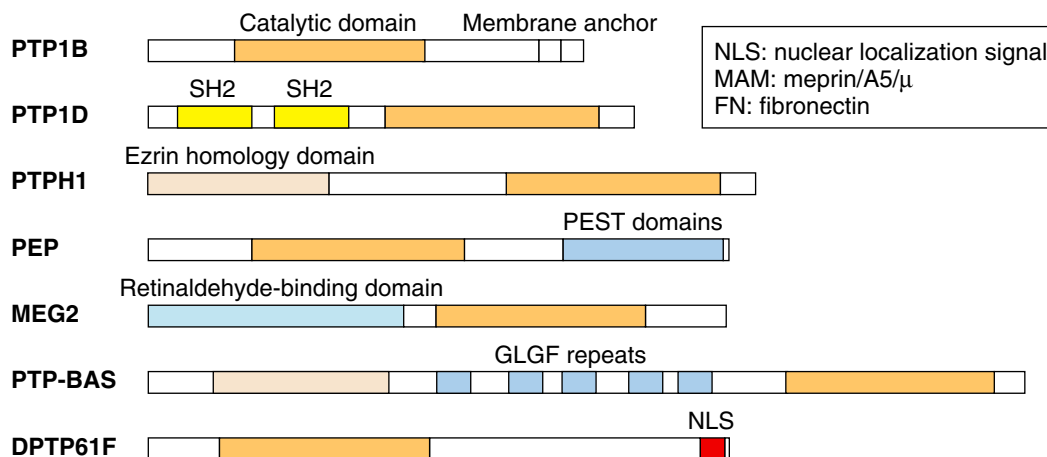 Catalytic domain
Membrane anchor
PTP1B
NLS: nuclear localization signal
MAM: meprin/A5/μ
FN: fibronectin
SH2
SH2
PTP1D
Ezrin homology domain
PTPH1
PEST domains
PEP
Retinaldehyde-binding domain
MEG2
GLGF repeats
PTP-BAS
NLS
DPTP61F